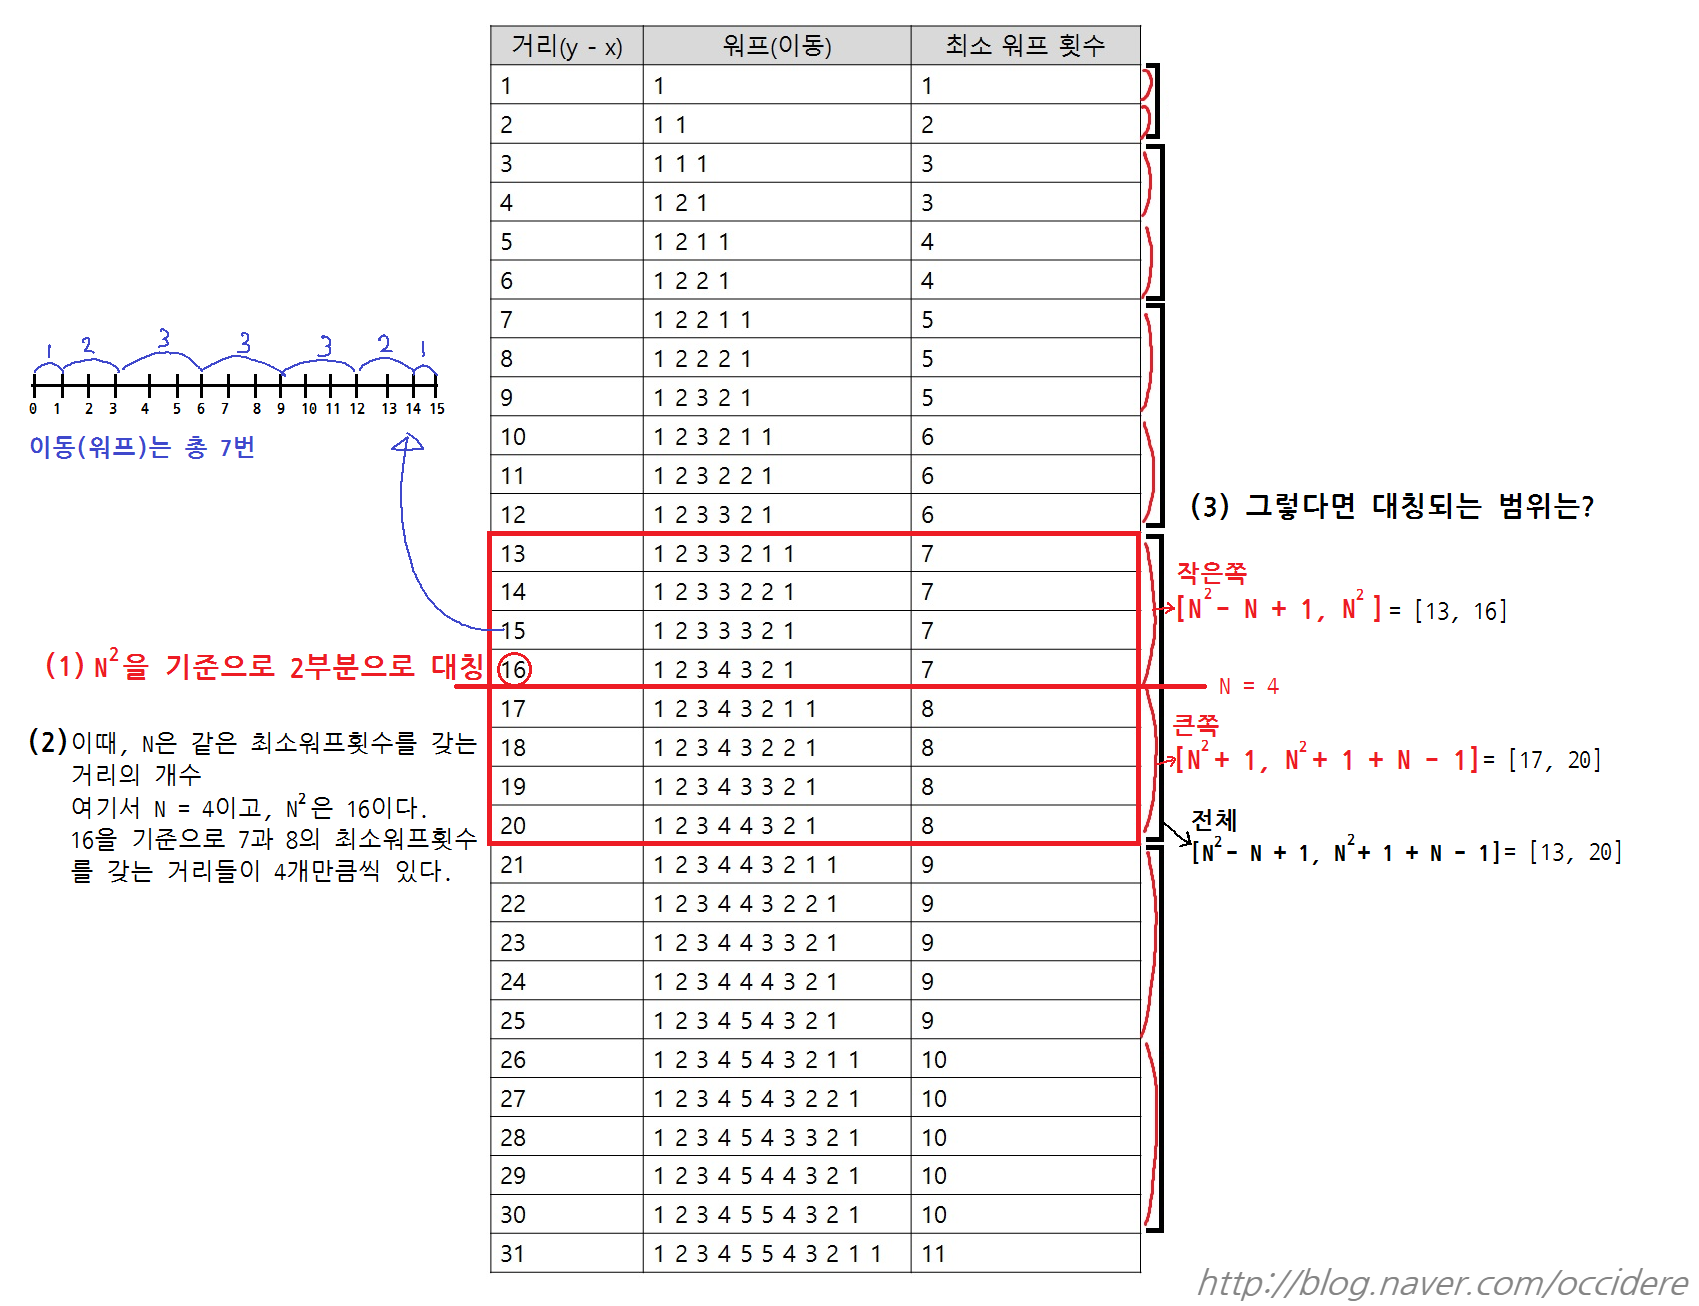 거리(y - x) 워프(이동) 최소 워프 횟수
1 1 1
2 1 1 2
3 1 1 1 3
4 1 2 1 3
5 1 2 1 1 4
6 1 2 2 1 4
7 1 2 2 1 1 5
8 1 2 2 2 1 5
9 1 2 3 2 1 5
10 1 2 3 2 1 1 6
11 1 2 3 2 2 1 6
12 1 2 3 3 2 1 6
13 1 2 3 3 2 1 1 7
14 1 2 3 3 2 2 1 7
15 1 2 3 3 3 2 1 7
16 1 2 3 4 3 2 1 7
17 1 2 3 4 3 2 1 1 8
18 1 2 3 4 3 2 2 1 8
19 1 2 3 4 3 3 2 1 8
20 1 2 3 4 4 3 2 1 8
21 1 2 3 4 4 3 2 1 1 9
22 1 2 3 4 4 3 2 2 1 9
23 1 2 3 4 4 3 3 2 1 9
24 1 2 3 4 4 4 3 2 1 9
25 1 2 3 4 5 4 3 2 1 9
26 1 2 3 4 5 4 3 2 1 1 10
27 1 2 3 4 5 4 3 2 2 1 10
28 1 2 3 4 5 4 3 3 2 1 10
29 1 2 3 4 5 4 4 3 2 1 10
30 1 2 3 4 5 5 4 3 2 1 10
31 1 2 3 4 5 5 4 3 2 1 1 11
1 2 3 3 3 2 1
0 1 2 3 4 5 6 7 8 9 10 11 12 13 14 15
이동(워프)는 총 7번
(1) N²을 기준으로 2부분으로 대칭
(2) 이때, N은 같은 최소워프횟수를 갖는
거리의 개수
여기서 N = 4이고, N²은 16이다.
16을 기준으로 7과 8의 최소워프횟수
를 갖는 거리들이 4개만큼씩 있다.
(3) 그렇다면 대칭되는 범위는?
작은쪽
[N² - N + 1, N² ] = [13, 16]
N = 4
큰쪽
[N² + 1, N² + 1 + N - 1] = [17, 20]
전체
[N² - N + 1, N² + 1 + N - 1] = [13, 20]
http://blog.naver.com/occidere